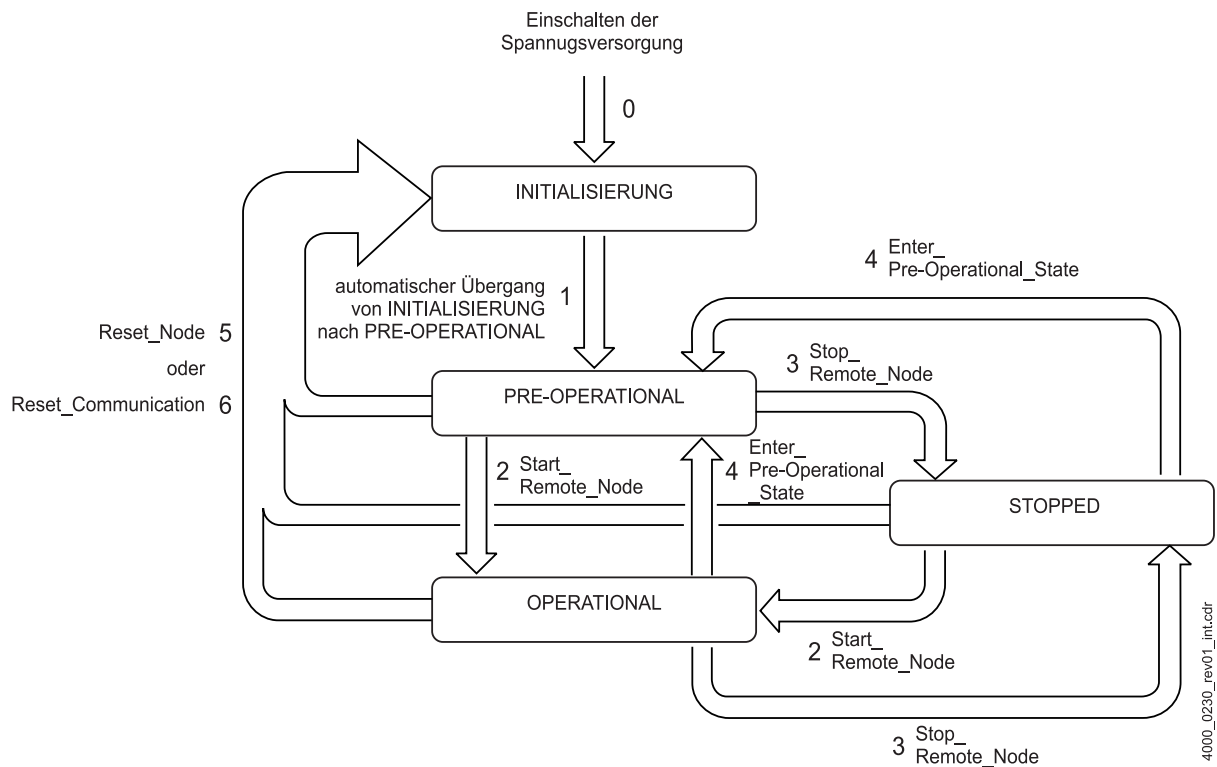 Einschalten der
Spannugsversorgung
0
INITIALISIERUNG
4 Enter_
Pre-Operational_State
automatischer Übergang
von INITIALISIERUNG
nach PRE-OPERATIONAL
1
Reset_Node 5
oder
Reset_Communication 6
3 Stop_
Remote_Node
PRE-OPERATIONAL
2 Start_
Remote_Node
4 Enter_
Pre-Operational
_State
STOPPED
OPERATIONAL
2 Start_
Remote_Node
3 Stop_
Remote_Node
4000_0230_rev01_int.cdr